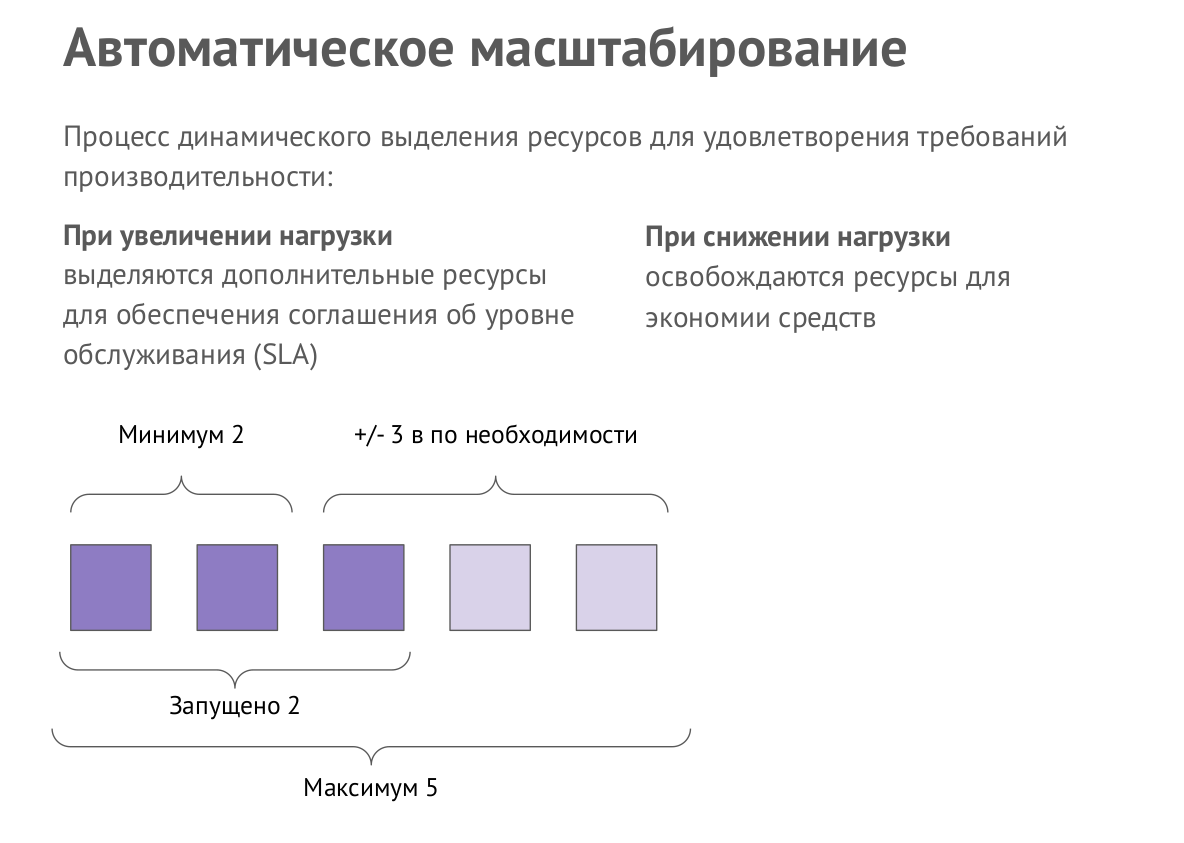 Автоматическое масштабирование
Процесс динамического выделения ресурсов для удовлетворения требований
производительности:
При увеличении нагрузки
выделяются дополнительные ресурсы
для обеспечения соглашения об уровне
обслуживания (SLA)
При снижении нагрузки
освобождаются ресурсы для
экономии средств
Минимум 2
+/- 3 в по необходимости
Запущено 2
Максимум 5